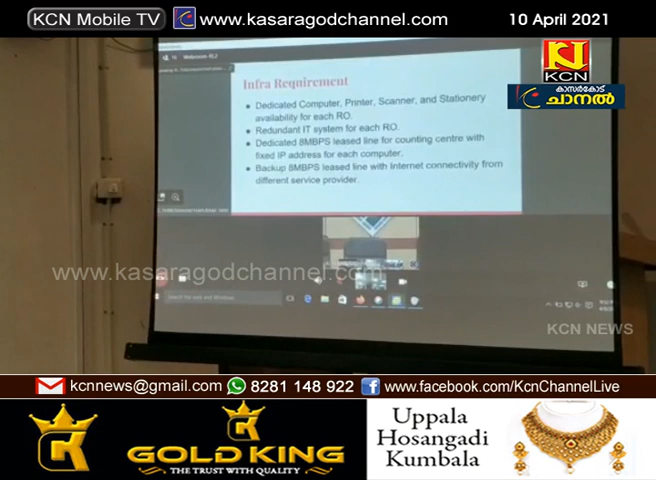 KCN Mobile TV
www.kasaragodchannel.com
10 April 2021
KCN
കാസർകോട്
ചാനൽ
Webroom-R12
Infra Requirement
• Dedicated Computer, Printer, Scanner, and Stationery
availability for each RO.
• Redundant IT system for each RO.
• Dedicated 8MBPS leased line for counting centre with
fixed IP address for each computer.
• Backup 8MBPS leased line with Internet connectivity from
different service provider.
www.kasaragodchannel.com
KCN NEWS
kcnnews@gmail.com
8281 148 922
www.facebook.com/KcnChannelLive
GOLD KING
THE TRUST WITH QUALITY
Uppala
Hosangadi
Kumbala